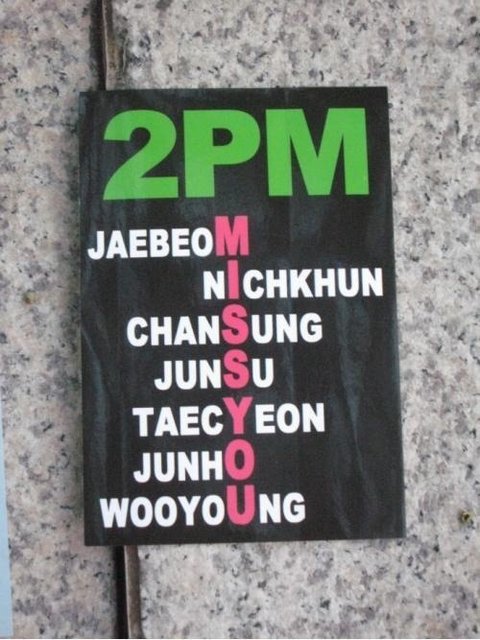 2PM
JAEBEOM
NICHKHUN
CHANSUNG
JUNSU
TAECYEON
JUNHO
WOOYOUNG